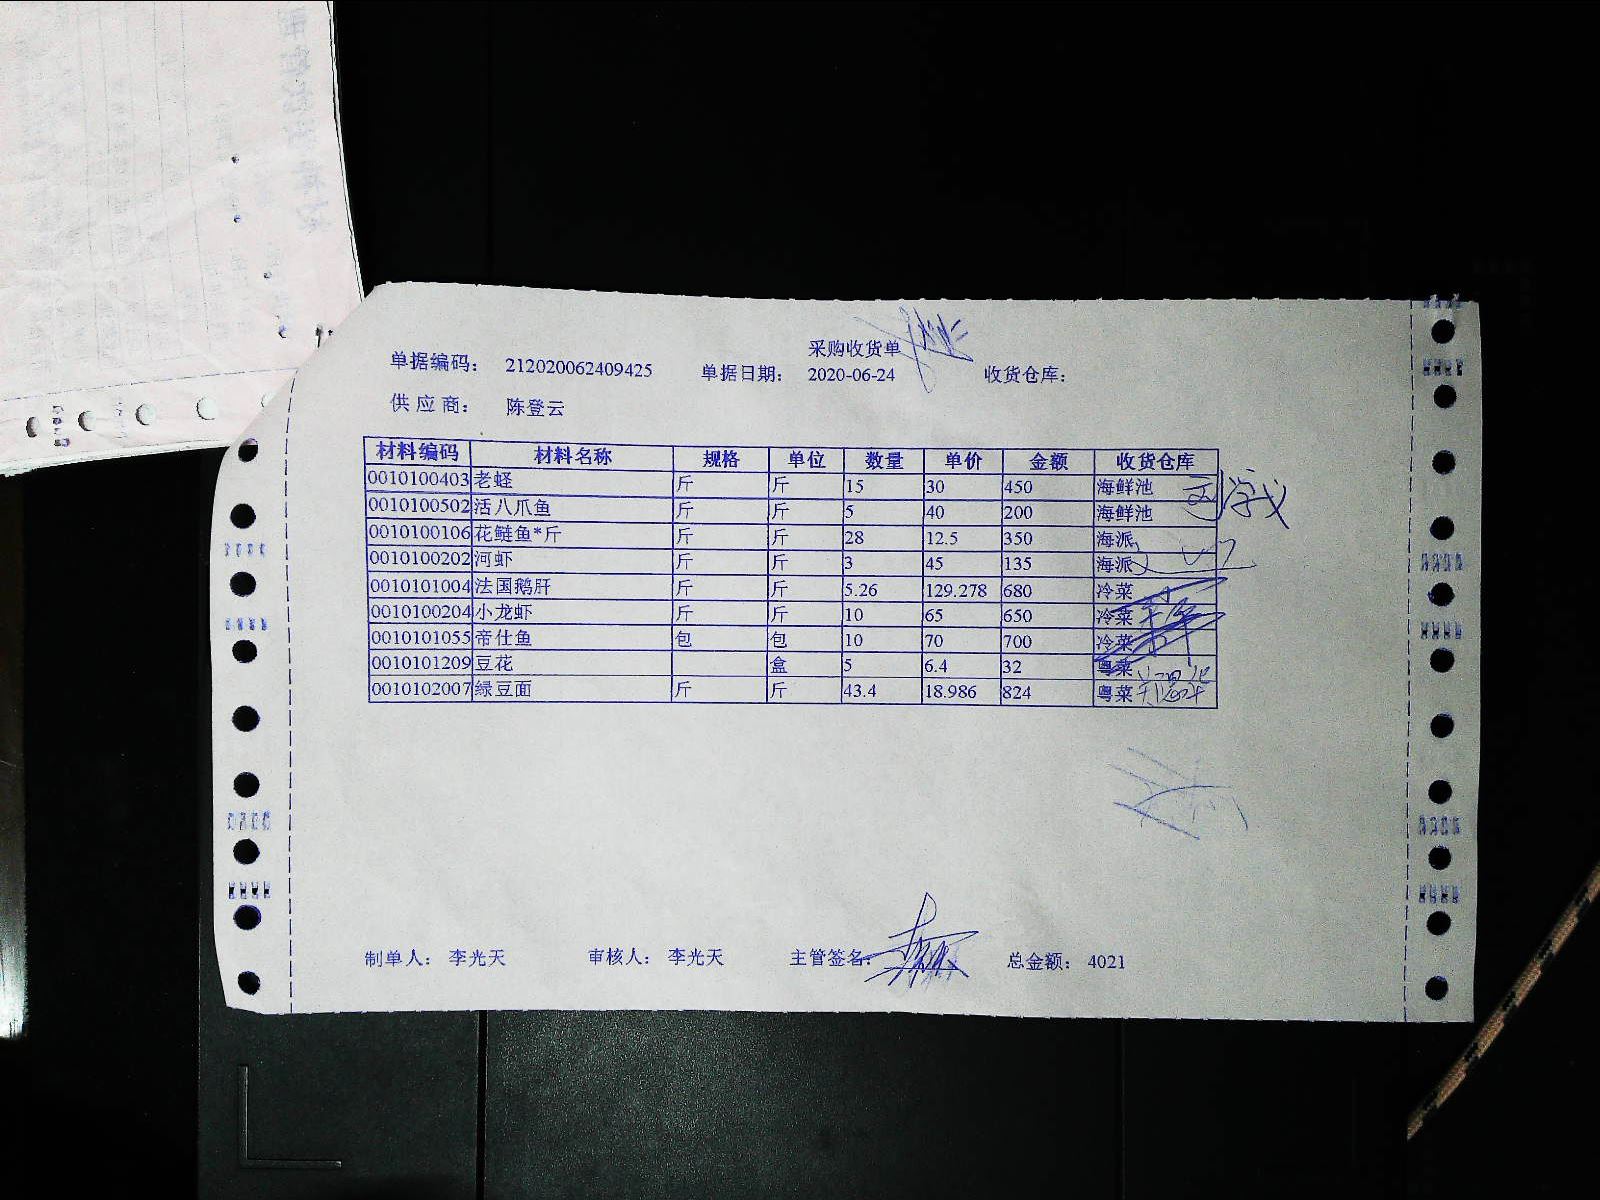 采购收货单
单据编码： 212020062409425 单据日期： 2020-06-24 收货仓库：
供 应 商： 陈登云
材料编码 材料名称 规格 单位 数量 单价 金额 收货仓库
0010100403 老蛏 斤 斤 15 30 450 海鲜池
0010100502 活八爪鱼 斤 斤 5 40 200 海鲜池
0010100106 花鲢鱼*斤 斤 斤 28 12.5 350 海派
0010100202 河虾 斤 斤 3 45 135 海派
0010101004 法国鹅肝 斤 斤 5.26 129.278 680 冷菜
0010100204 小龙虾 斤 斤 10 65 650 冷菜
0010101055 帝仕鱼 包 包 10 70 700 冷菜
0010101209 豆花 盒 5 6.4 32 粤菜
0010102007 绿豆面 斤 斤 43.4 18.986 824 粤菜
制单人： 李光天 审核人： 李光天 主管签名： 总金额： 4021